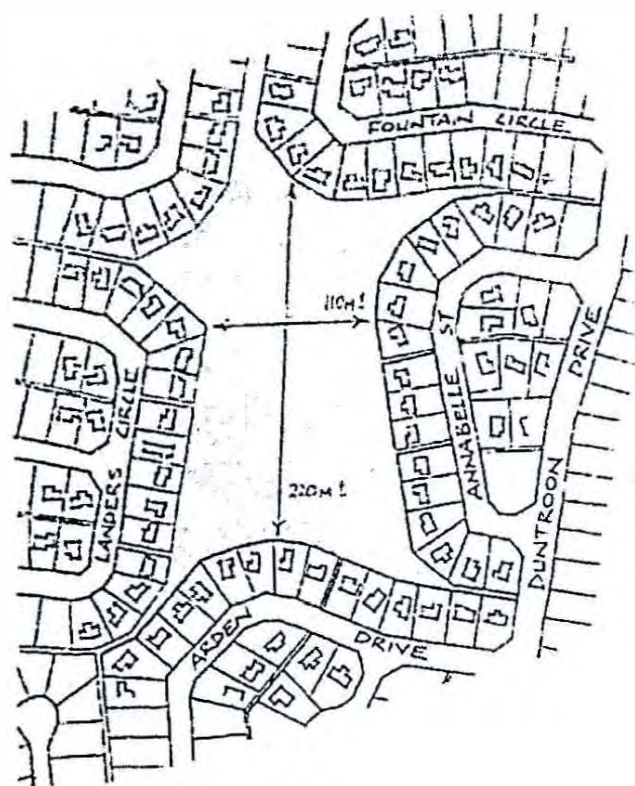 FOUNTAIN CIRCLE
110M±
ST
ANNABELLE
DRIVE
DUNTROON
LANDERS
CIRCLE
220M±
ARDEN
DRIVE